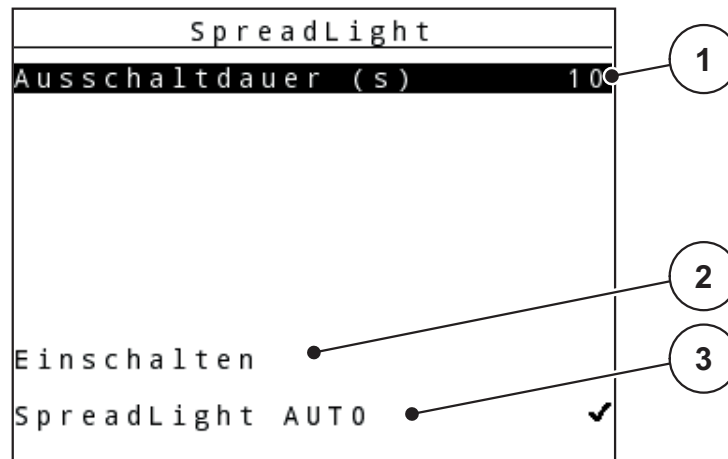 SpreadLight
Ausschaltdauer (s) 10
1
2
Einschalten
3
SpreadLight AUTO ✓